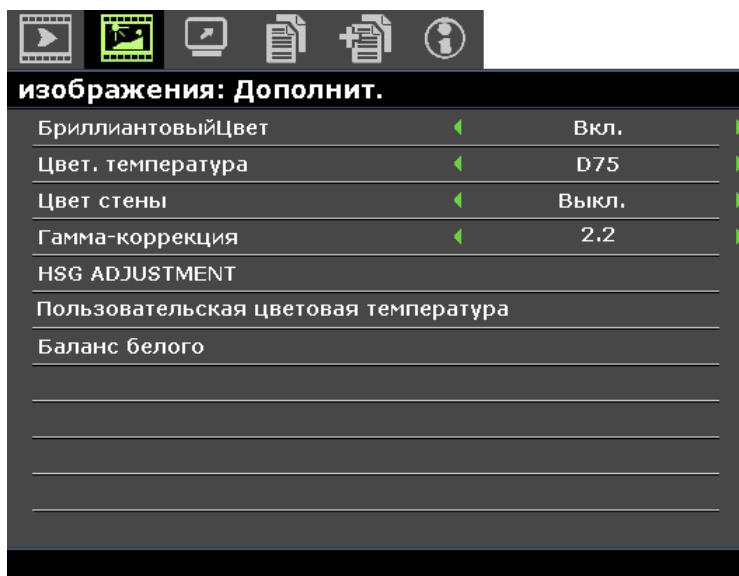 изображения: Дополнит.
БриллиантовыйЦвет Вкл.
Цвет. температура D75
Цвет стены Выкл.
Гамма-коррекция 2.2
HSG ADJUSTMENT
Пользовательская цветовая температура
Баланс белого